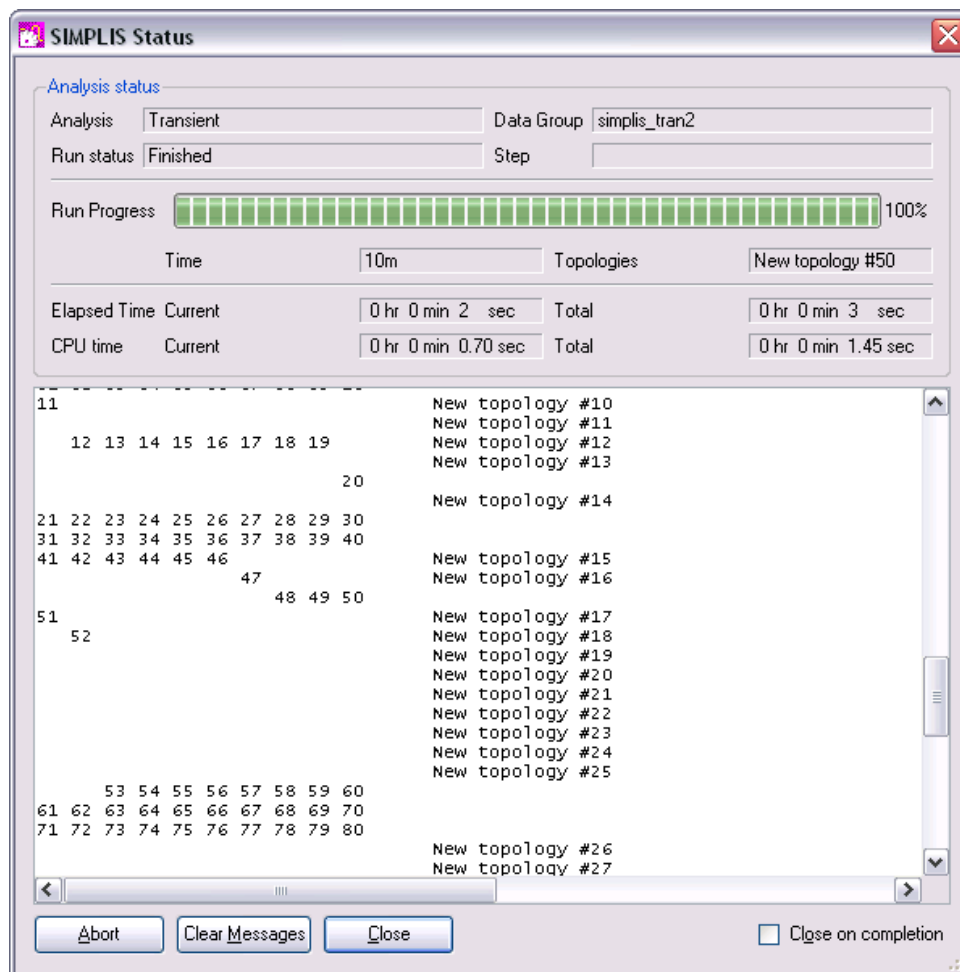 SIMPLIS Status
Analysis status
Analysis Transient Data Group simplis_tran2
Run status Finished Step
Run Progress 100%
Time 10m Topologies New topology #50
Elapsed Time Current 0 hr 0 min 2 sec Total 0 hr 0 min 3 sec
CPU time Current 0 hr 0 min 0.70 sec Total 0 hr 0 min 1.45 sec
11 New topology #10
New topology #11
12 13 14 15 16 17 18 19 New topology #12
New topology #13
20
New topology #14
21 22 23 24 25 26 27 28 29 30
31 32 33 34 35 36 37 38 39 40
41 42 43 44 45 46 New topology #15
47 New topology #16
48 49 50
51 New topology #17
52 New topology #18
New topology #19
New topology #20
New topology #21
New topology #22
New topology #23
New topology #24
New topology #25
53 54 55 56 57 58 59 60
61 62 63 64 65 66 67 68 69 70
71 72 73 74 75 76 77 78 79 80
New topology #26
New topology #27
Abort Clear Messages Close Close on completion